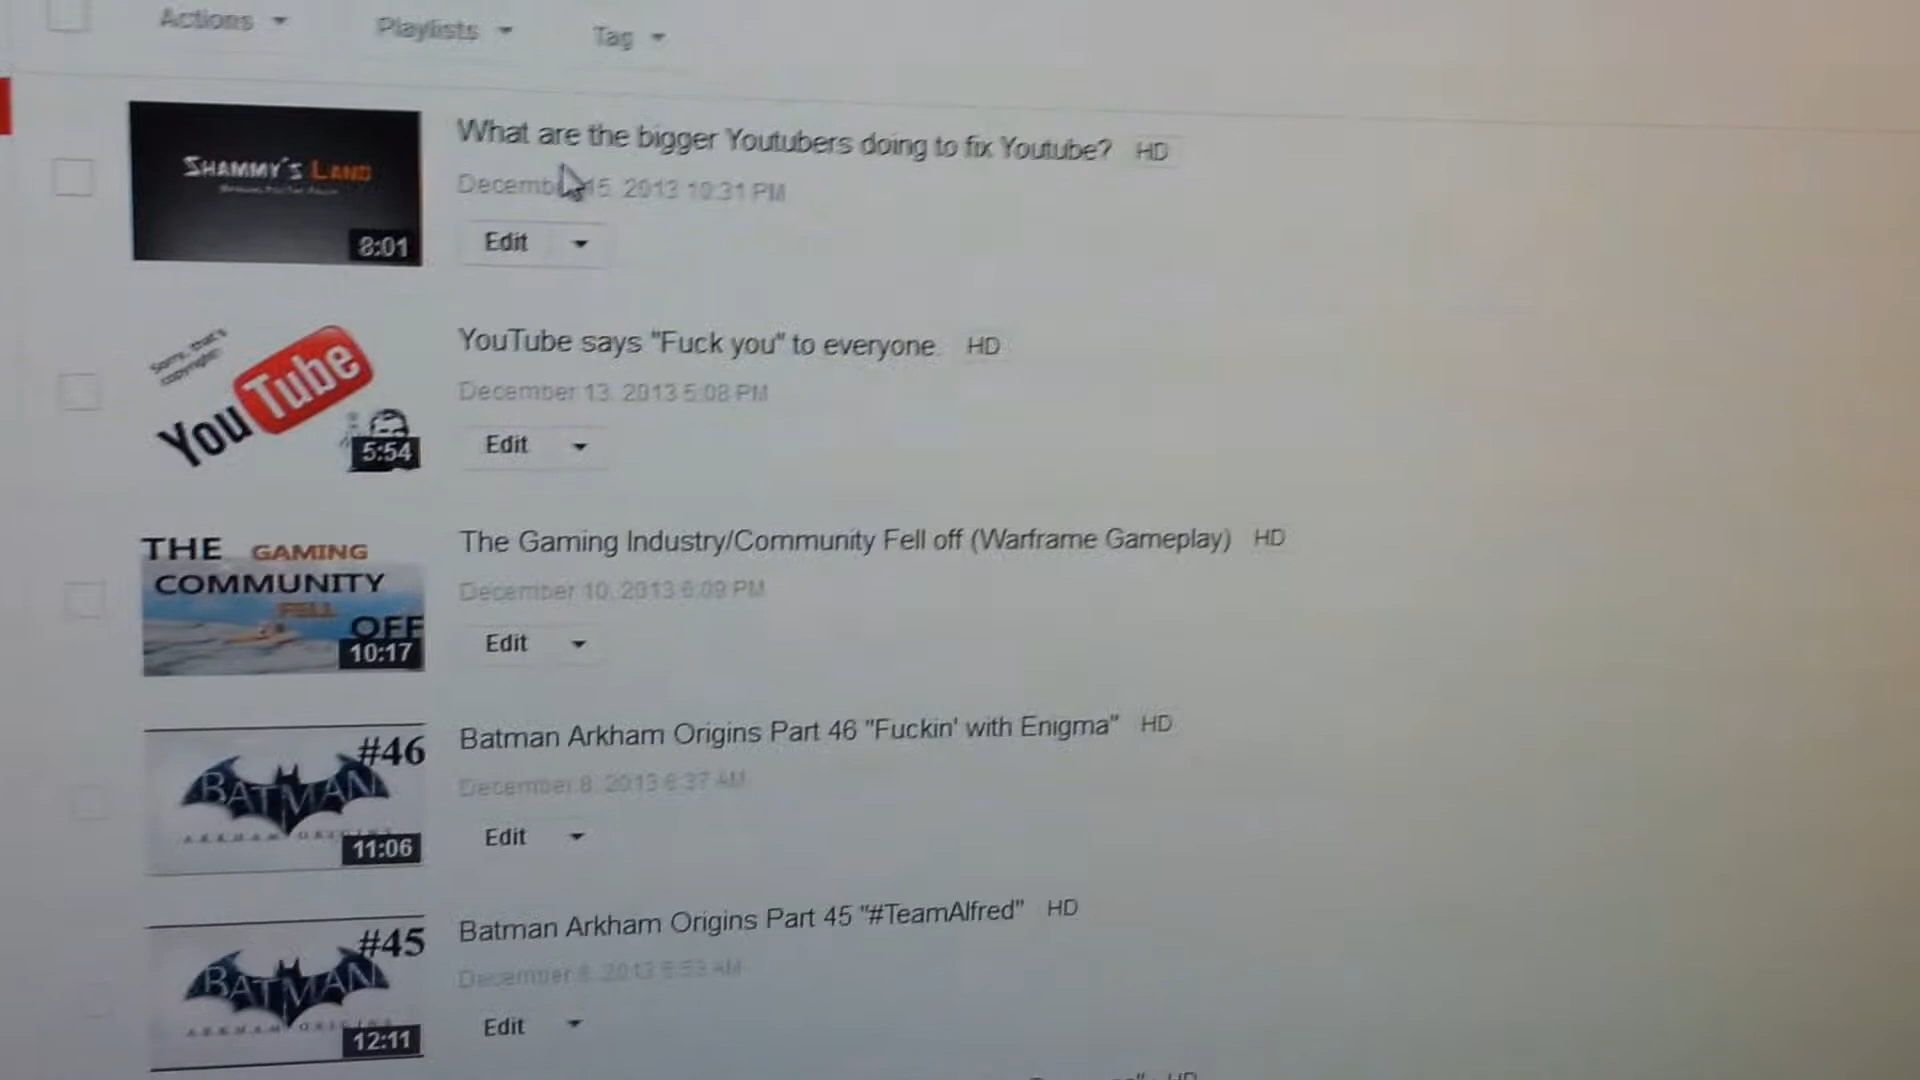 Actions
Playlists
Tag
SHAMMY'S LAND
8:01
What are the bigger Youtubers doing to fix Youtube? HD
15, 2013 10:31 PM
Edit
Sorry, that's
copyright
YouTube
5:54
YouTube says "Fuck you" to everyone. HD
December 13, 2013 5:08 PM
Edit
THE GAMING
COMMUNITY
FELL
OFF
10:17
The Gaming Industry/Community Fell off (Warframe Gameplay) HD
December 10, 2013 6:09 PM
Edit
#46
BATMAN
ARKHAM ORIGINS
11:06
Batman Arkham Origins Part 46 "Fuckin' with Enigma" HD
December 8, 2013 6:37 AM
Edit
#45
BATMAN
ARKHAM ORIGINS
12:11
Batman Arkham Origins Part 45 "#TeamAlfred" HD
December 8, 2013 5:53 AM
Edit
HD